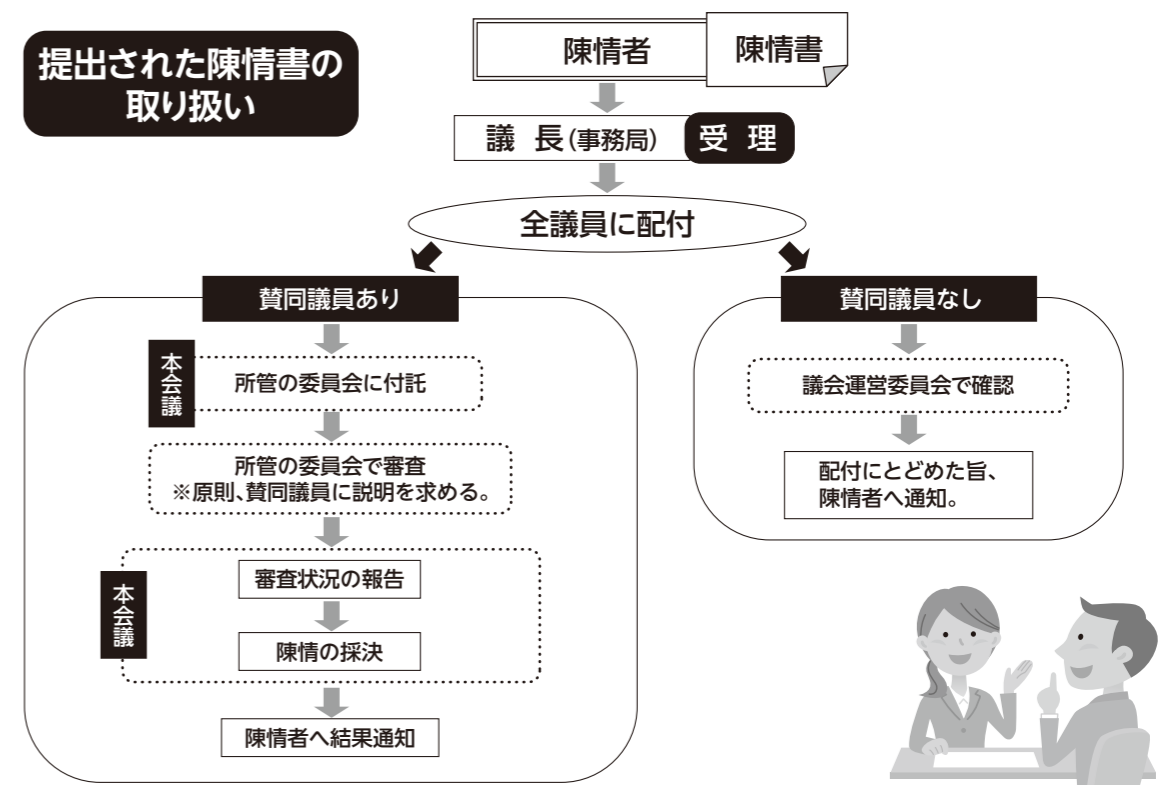 提出された陳情書の
取り扱い
陳情者
陳情書
議 長(事務局)
受 理
全議員に配付
賛同議員あり
本会議
所管の委員会に付託
所管の委員会で審査
※原則、賛同議員に説明を求める。
本会議
審査状況の報告
陳情の採決
陳情者へ結果通知
賛同議員なし
議会運営委員会で確認
配付にとどめた旨、
陳情者へ通知。